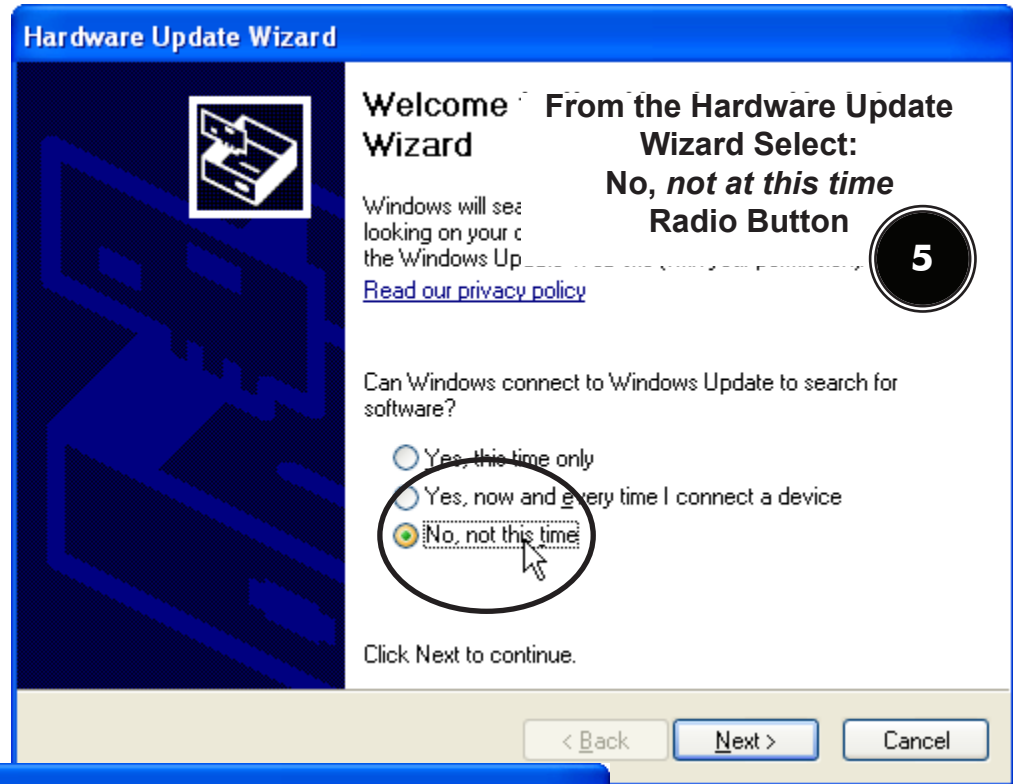 Hardware Update Wizard
Welcome
Wizard
From the Hardware Update
Wizard Select:
No, not at this time
Radio Button
5
Windows will
looking on your
the Windows
Read our privacy policy
Can Windows connect to Windows Update to search for
software?
Yes, this time only
Yes, now and every time I connect a device
No, not this time
Click Next to continue.
< Back
Next >
Cancel